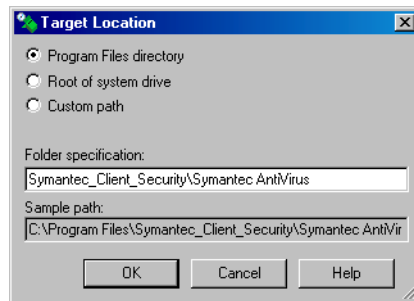 Target Location
Program Files directory
Root of system drive
Custom path
Folder specification:
Symantec_Client_Security\Symantec AntiVirus
Sample path:
C:\Program Files\Symantec_Client_Security\Symantec AntiVir
OK Cancel Help